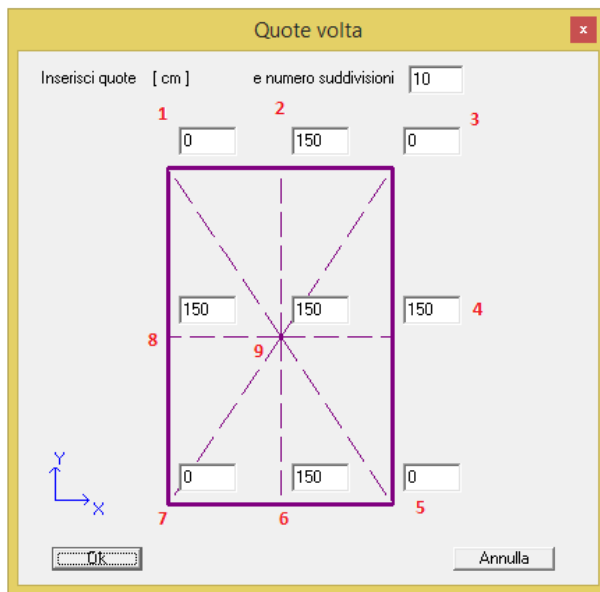 Quote volta
x
Inserisci quote [ cm ] e numero suddivisioni 10
1 2 3
0 150 0
150 150 150 4
8 9
0 150 0
Y
X
7 6 5
Ok Annulla